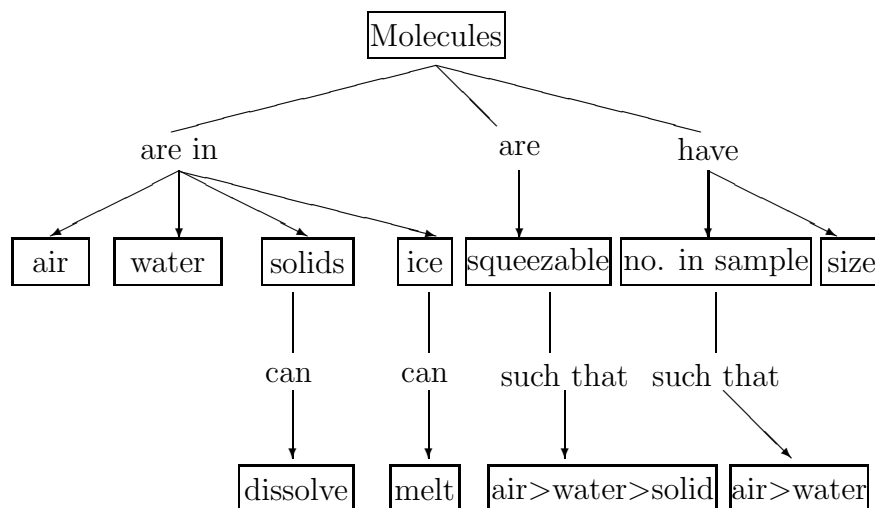 Molecules
are in are have
air water solids ice squeezable no. in sample size
can can such that such that
dissolve melt air>water>solid air>water